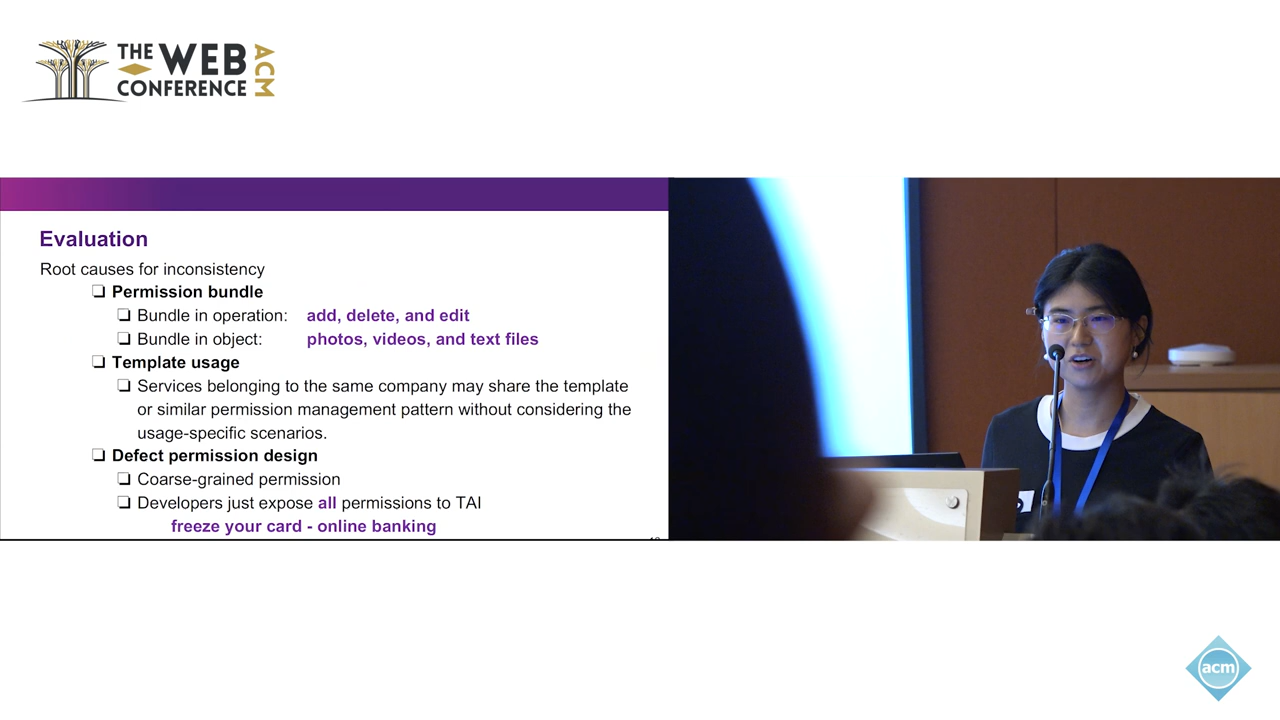 THE WEB CONFERENCE ACM
Evaluation
Root causes for inconsistency
❑ Permission bundle
❑ Bundle in operation: add, delete, and edit
❑ Bundle in object: photos, videos, and text files
❑ Template usage
❑ Services belonging to the same company may share the template
or similar permission management pattern without considering the
usage-specific scenarios.
❑ Defect permission design
❑ Coarse-grained permission
❑ Developers just expose all permissions to TAI
freeze your card - online banking
acm